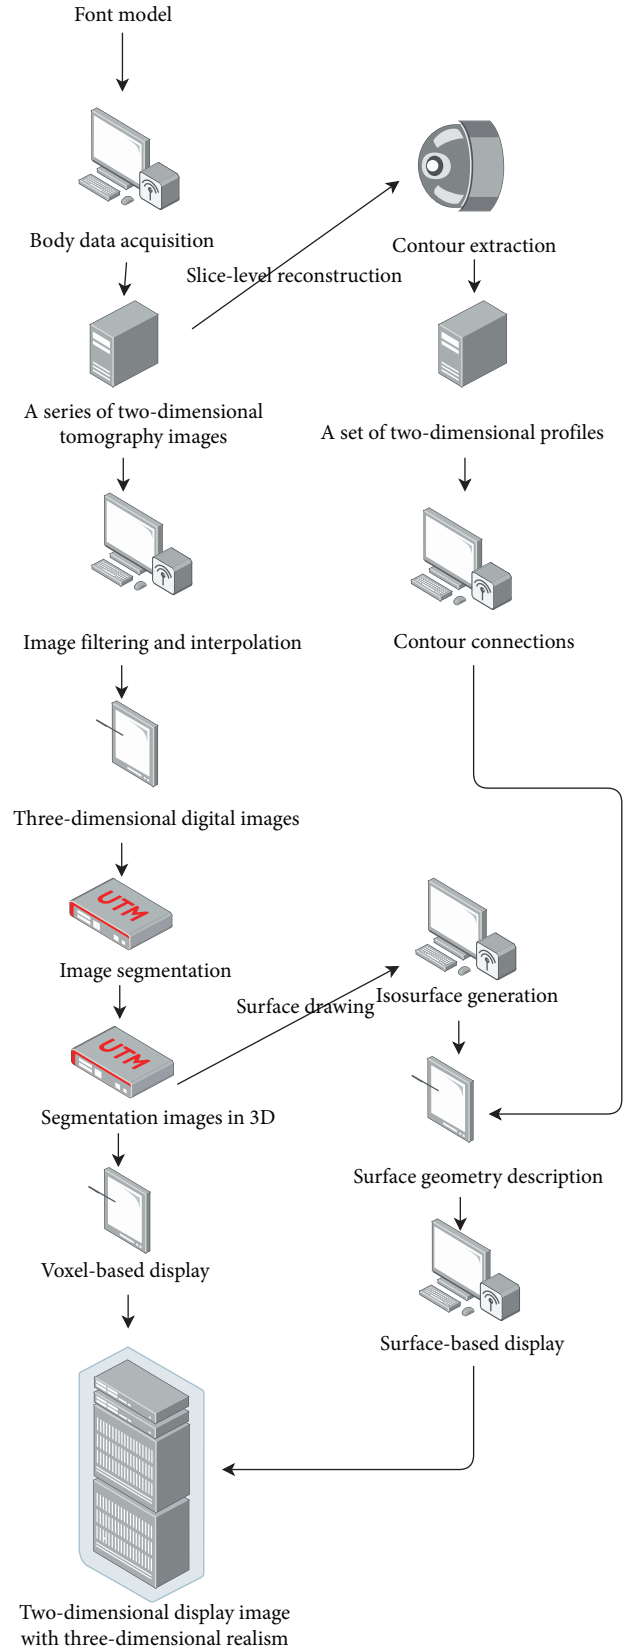 Font model
Body data acquisition
Contour extraction
Slice-level reconstruction
A series of two-dimensional
tomography images
A set of two-dimensional profiles
Image filtering and interpolation
Contour connections
Three-dimensional digital images
UTM
Image segmentation
Surface drawing
Isosurface generation
UTM
Segmentation images in 3D
Surface geometry description
Voxel-based display
Surface-based display
Two-dimensional display image
with three-dimensional realism